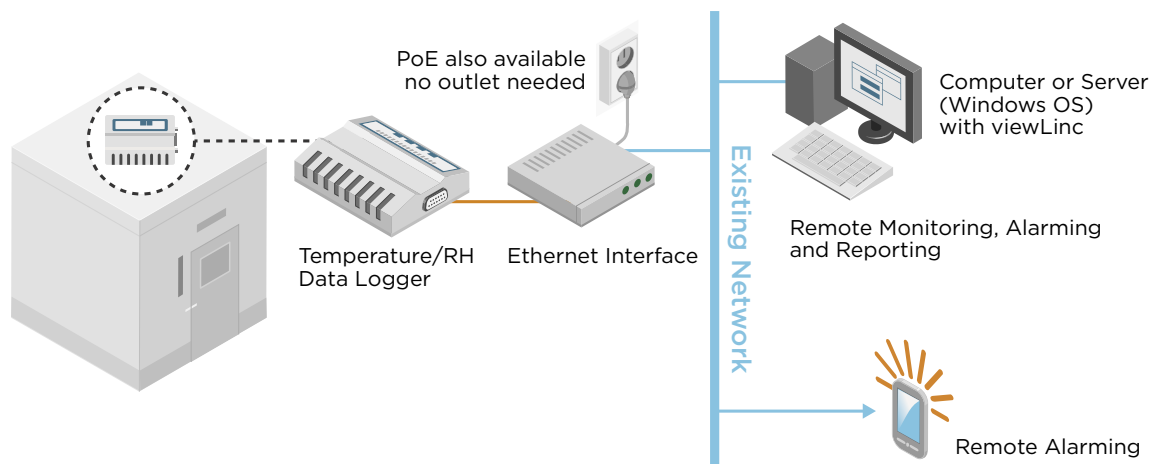 PoE also available
no outlet needed
Computer or Server
(Windows OS)
with viewLinc
Existing Network
Temperature/RH
Data Logger
Ethernet Interface
Remote Monitoring, Alarming
and Reporting
Remote Alarming